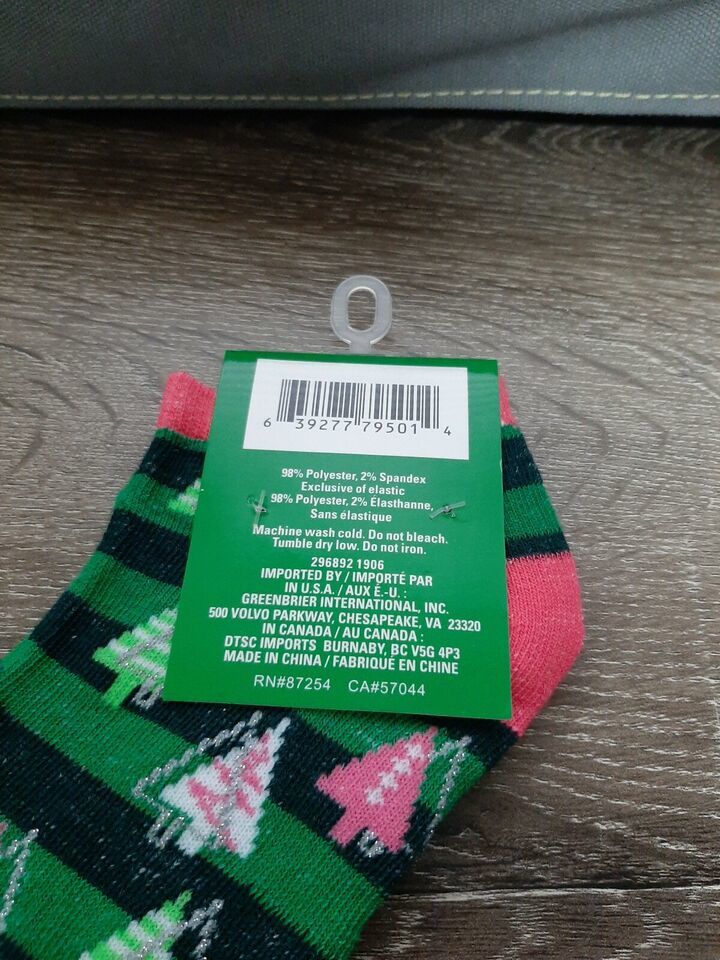 6 39277 79501 4
98% Polyester, 2% Spandex
Exclusive of elastic
98% Polyester, 2% Élasthanne,
Sans élastique
Machine wash cold. Do not bleach.
Tumble dry low. Do not iron.
296892 1906
IMPORTED BY / IMPORTÉ PAR
IN U.S.A. / AUX É.-U. :
GREENBRIER INTERNATIONAL, INC.
500 VOLVO PARKWAY, CHESAPEAKE, VA 23320
IN CANADA / AU CANADA :
DTSC IMPORTS BURNABY, BC V5G 4P3
MADE IN CHINA / FABRIQUÉ EN CHINE
RN#87254 CA#57044